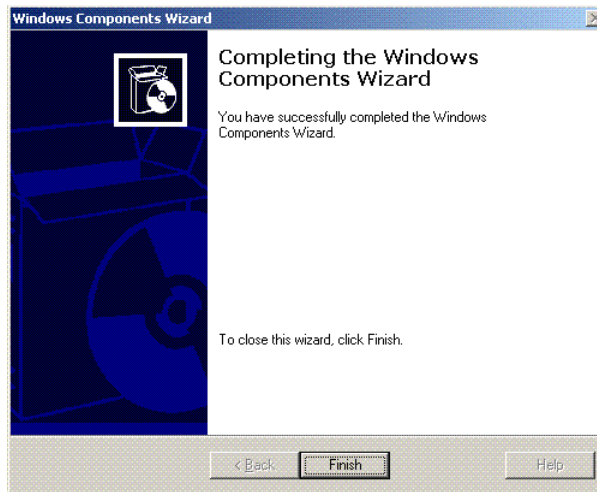 Windows Components Wizard
Completing the Windows
Components Wizard
You have successfully completed the Windows
Components Wizard.
To close this wizard, click Finish.
< Back
Finish
Help